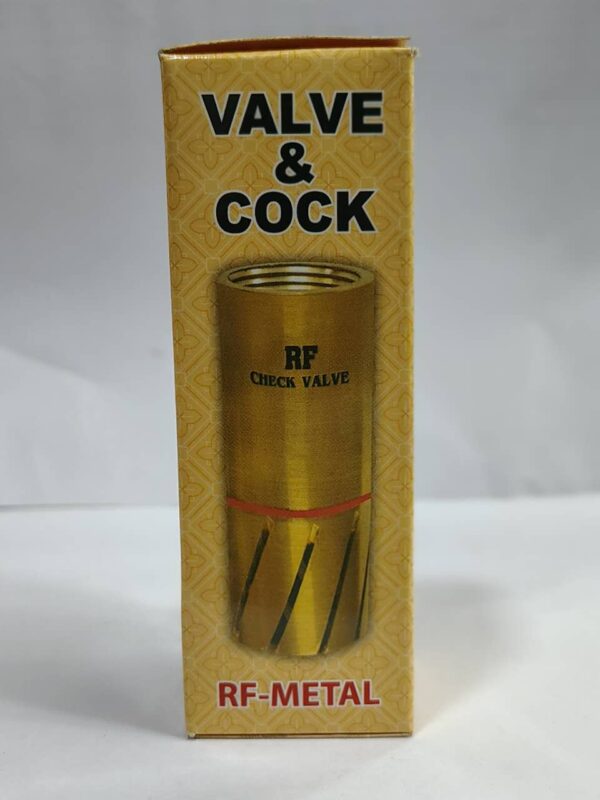 VALVE
&
COCK
RF
CHECK VALVE
RF-METAL